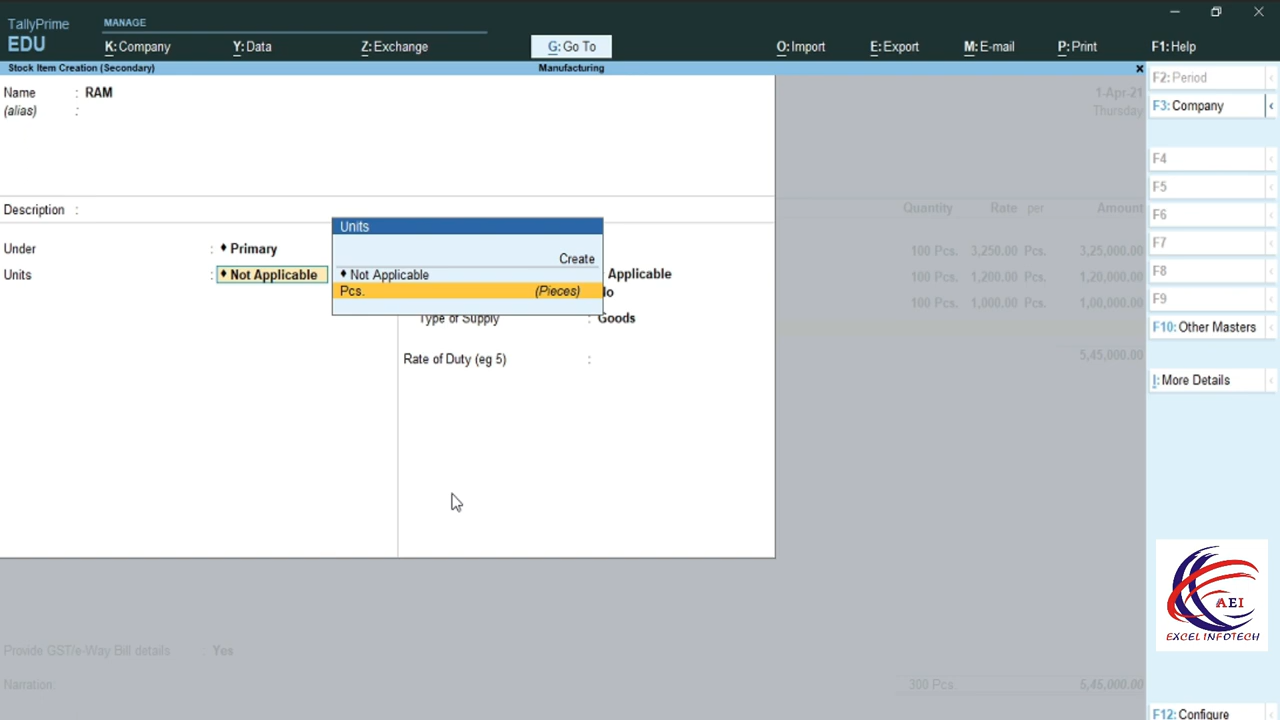 TallyPrime
MANAGE
EDU
K: Company
Y: Data
Z: Exchange
G: Go To
O: Import
E: Export
M: E-mail
P: Print
F1: Help
Stock Item Creation (Secondary)
Manufacturing
Name : RAM
(alias) :
1-Apr-21
Thursday
Description :
Quantity Rate per Amount
Under : ♦ Primary
Units : ♦ Not Applicable
Units
Create
♦ Not Applicable
Pcs. (Pieces)
Applicable
No
Type of Supply : Goods
Rate of Duty (eg 5) :
100 Pcs. 3,250.00 Pcs. 3,25,000.00
100 Pcs. 1,200.00 Pcs. 1,20,000.00
100 Pcs. 1,000.00 Pcs. 1,00,000.00
5,45,000.00
Provide GST/e-Way Bill details : Yes
Narration:
300 Pcs. 5,45,000.00
F2: Period
F3: Company
F4
F5
F6
F7
F8
F9
F10: Other Masters
I: More Details
AEI
EXCEL INFOTECH
F12: Configure